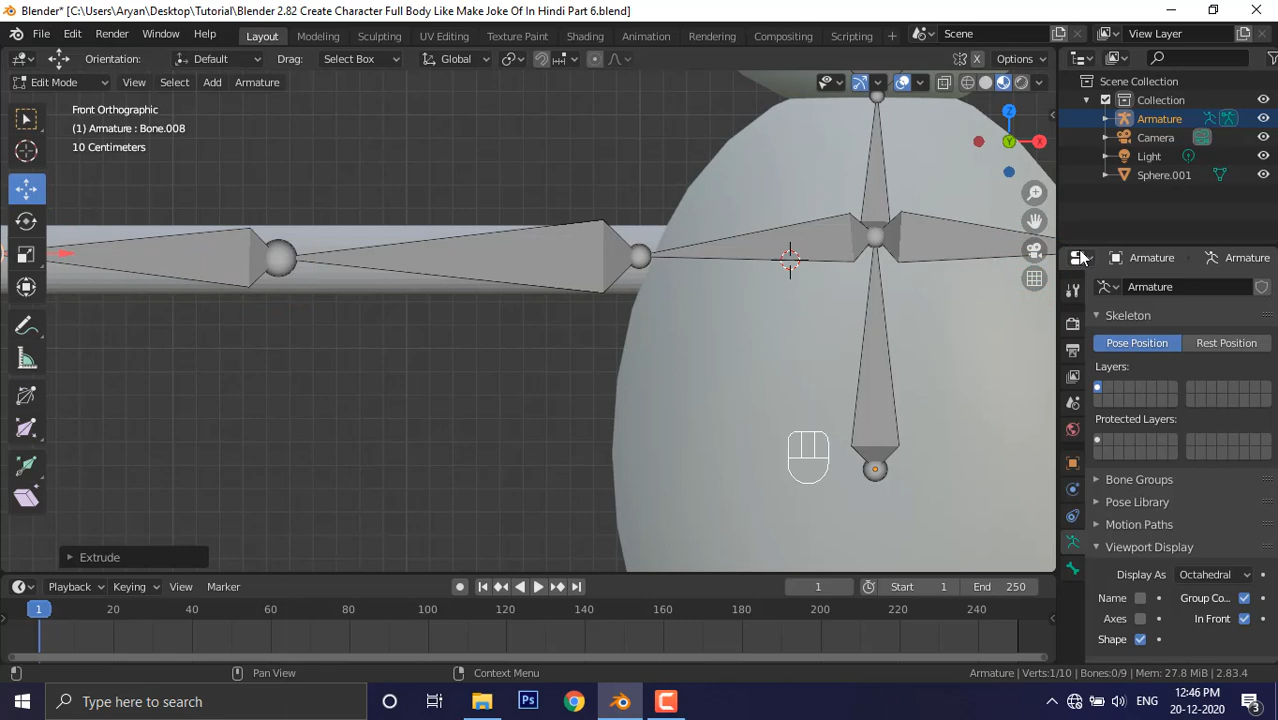 Blender* [C:\Users\Aryan\Desktop\Tutorial\Blender 2.82 Create Character Full Body Like Make Joke Of In Hindi Part 6.blend]
File Edit Render Window Help Layout Modeling Sculpting UV Editing Texture Paint Shading Animation Rendering Compositing Scripting + Scene View Layer
Orientation: Default Drag: Select Box Global X Options
Edit Mode View Select Add Armature
Scene Collection
Front Orthographic
(1) Armature : Bone.008
10 Centimeters
Collection
Armature
Camera
Light
Sphere.001
Z
Y
X
Armature Armature
Armature
Skeleton
Pose Position Rest Position
Layers:
Protected Layers:
Bone Groups
Pose Library
Motion Paths
Viewport Display
Display As Octahedral
Name Group Co...
Axes In Front
Shape
Extrude
Playback Keying View Marker 1 Start 1 End 250
1 20 40 60 80 100 120 140 160 180 200 220 240
Pan View Context Menu Armature | Verts:1/10 | Bones:0/9 | Mem: 27.8 MiB | 2.83.4
Type here to search Ps ENG 12:46 PM 20-12-2020 3